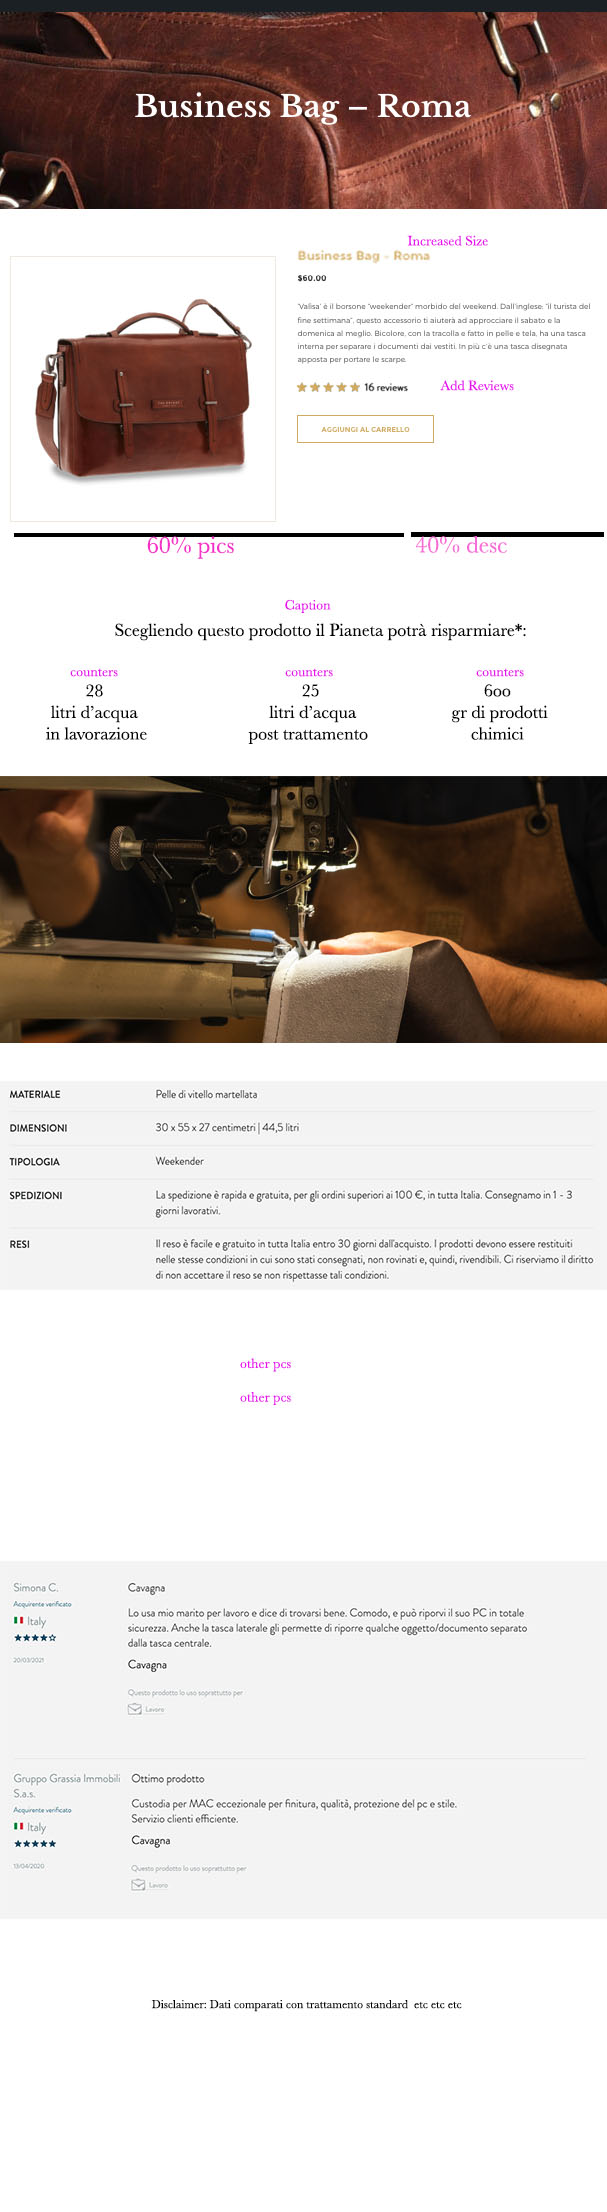 Business Bag – Roma
Increased Size
Business Bag – Roma
$60.00
"Valisa" è il borsone "weekender" morbido del weekend. Dall'inglese: "il turista del
fine settimana", questo accessorio ti aiuterà ad approcciare il sabato e la
domenica al meglio. Bicolore, con la tracolla e fatto in pelle e tela, ha una tasca
interna per separare i documenti dai vestiti. In più c'è una tasca disegnata
apposta per portare le scarpe.
16 reviews
Add Reviews
AGGIUNGI AL CARRELLO
60% pics
40% desc
Caption
Scegliendo questo prodotto il Pianeta potrà risparmiare*:
counters
counters
counters
28
25
600
litri d'acqua
litri d'acqua
gr di prodotti
in lavorazione
post trattamento
chimici
MATERIALE
Pelle di vitello martellata
DIMENSIONI
30 x 55 x 27 centimetri | 44,5 litri
TIPOLOGIA
Weekender
SPEDIZIONI
La spedizione è rapida e gratuita, per gli ordini superiori ai 100 €, in tutta Italia. Consegnamo in 1 - 3
giorni lavorativi.
RESI
Il reso è facile e gratuito in tutta Italia entro 30 giorni dall'acquisto. I prodotti devono essere restituiti
nelle stesse condizioni in cui sono stati consegnati, non rovinati e, quindi, rivendibili. Ci riserviamo il diritto
di non accettare il reso se non rispettasse tali condizioni.
other pcs
other pcs
Simona C.
Acquirente verificato
Italy
20/03/2021
Cavagna
Lo usa mio marito per lavoro e dice di trovarsi bene. Comodo, e può riporvi il suo PC in totale
sicurezza. Anche la tasca laterale gli permette di riporre qualche oggetto/documento separato
dalla tasca centrale.
Cavagna
Questo prodotto lo uso soprattutto per
Lavoro
Gruppo Grassia Immobili
S.a.s.
Acquirente verificato
Italy
13/04/2020
Ottimo prodotto
Custodia per MAC eccezionale per finitura, qualità, protezione del pc e stile.
Servizio clienti efficiente.
Cavagna
Questo prodotto lo uso soprattutto per
Lavoro
Disclaimer: Dati comparati con trattamento standard etc etc etc